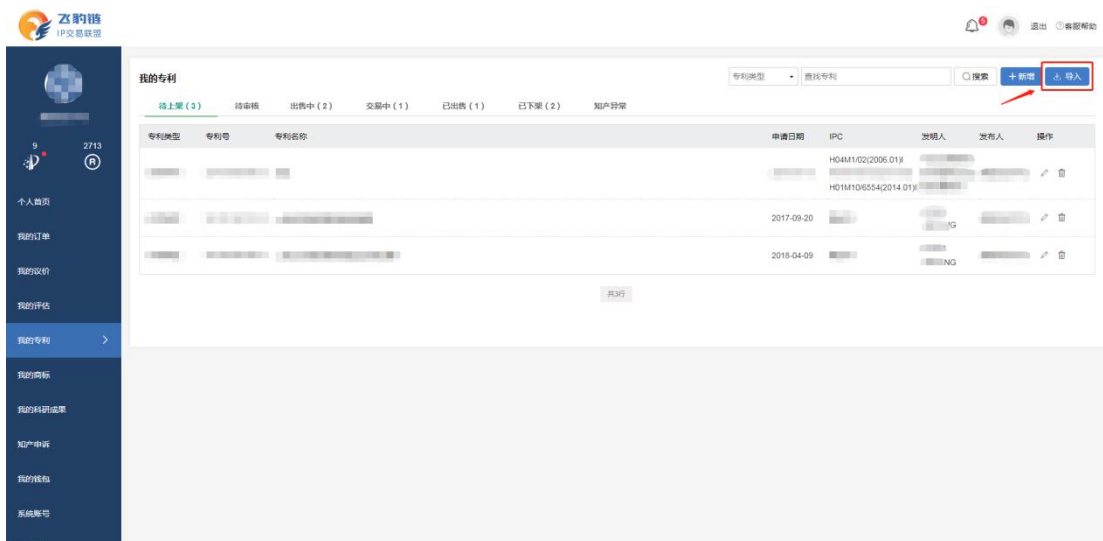 飞豹链
IP交易联盟
5
退出 ?客服帮助
我的专利
专利类型 查找专利 搜索 +新增 导入
待上架(3) 待审核 出售中(2) 交易中(1) 已出售(1) 已下架(2) 知产异常
专利类型 专利号 专利名称 申请日期 IPC 发明人 发布人 操作
H04M1/02(2006.01)I
H01M10/6554(2014.01)I
2017-09-20
2018-04-09
NG
共3行
9 2713
R
个人首页
我的订单
我的议价
我的评估
我的专利
我的商标
我的科研成果
知产申诉
我的钱包
系统账号